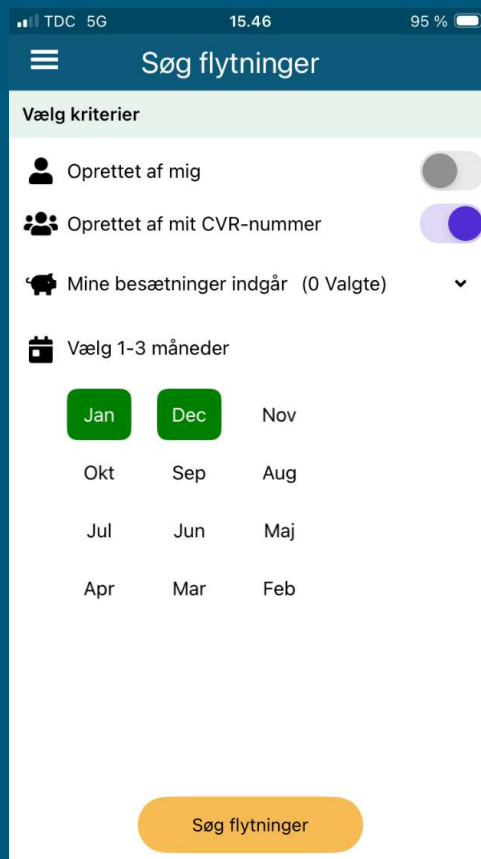 TDC 5G 15.46 95 %
Søg flytninger
Vælg kriterier
Oprettet af mig
Oprettet af mit CVR-nummer
Mine besætninger indgår (0 Valgte)
Vælg 1-3 måneder
Jan Dec Nov
Okt Sep Aug
Jul Jun Maj
Apr Mar Feb
Søg flytninger